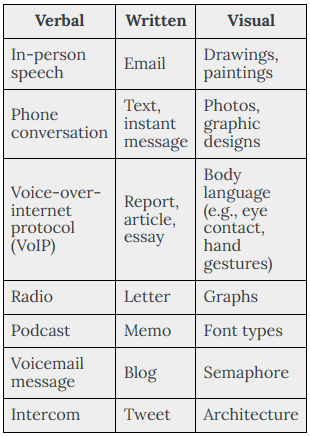 Verbal Written Visual
In-person speech Email Drawings, paintings
Phone conversation Text, instant message Photos, graphic designs
Voice-over-internet protocol (VoIP) Report, article, essay Body language (e.g., eye contact, hand gestures)
Radio Letter Graphs
Podcast Memo Font types
Voicemail message Blog Semaphore
Intercom Tweet Architecture